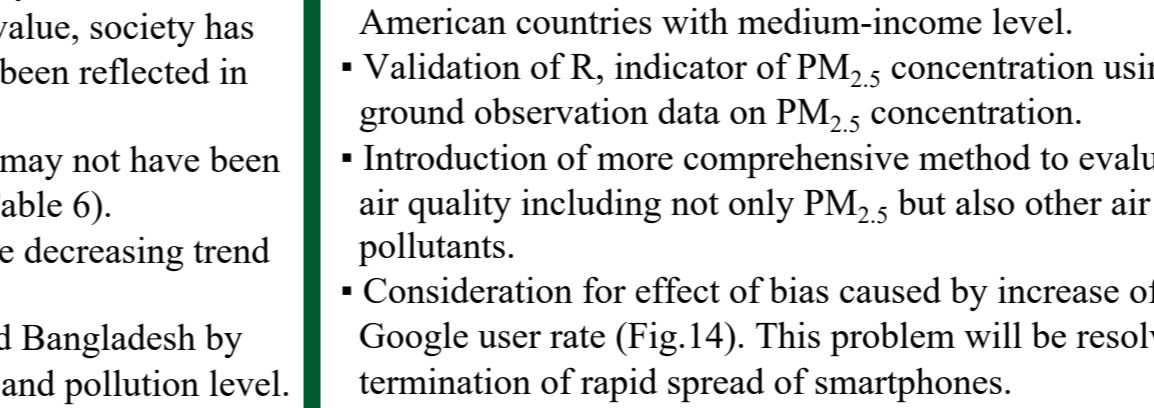 value, society has
been reflected in
may not have been
able 6).
decreasing trend
Bangladesh by
and pollution level.
American countries with medium-income level.
▪ Validation of R, indicator of PM2.5 concentration
ground observation data on PM2.5 concentration.
▪ Introduction of more comprehensive method to
air quality including not only PM2.5 but also other air
pollutants.
▪ Consideration for effect of bias caused by increase of
Google user rate (Fig.14). This problem will be
termination of rapid spread of smartphones.